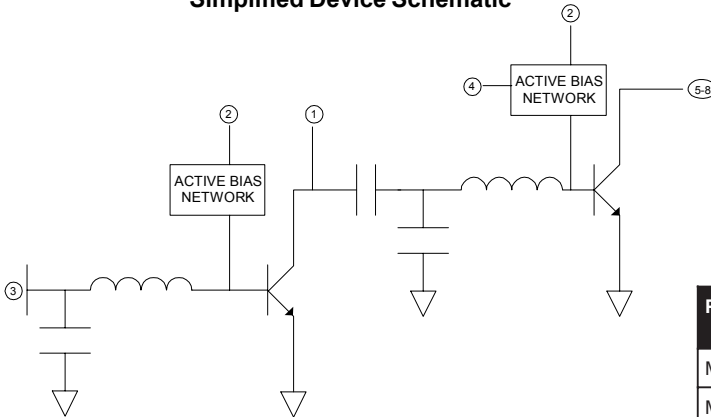 Simplified Device Schematic
2
4
ACTIVE BIAS
NETWORK
5-8
2
1
ACTIVE BIAS
NETWORK
3